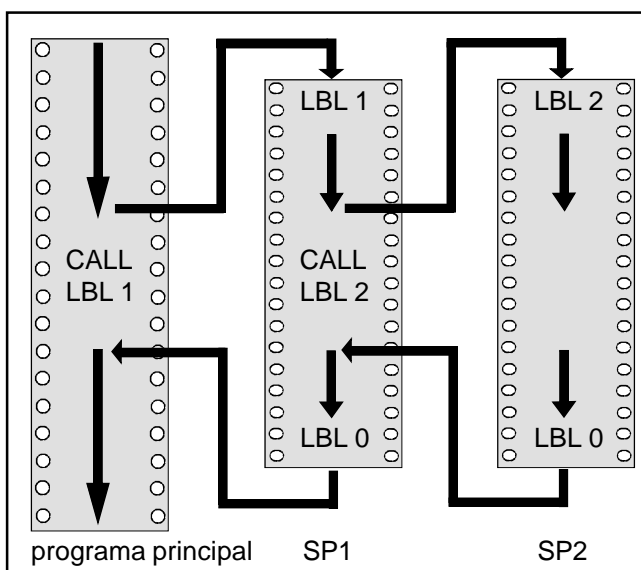 LBL 1
LBL 2
CALL
LBL 1
CALL
LBL 2
LBL 0
LBL 0
programa principal
SP1
SP2